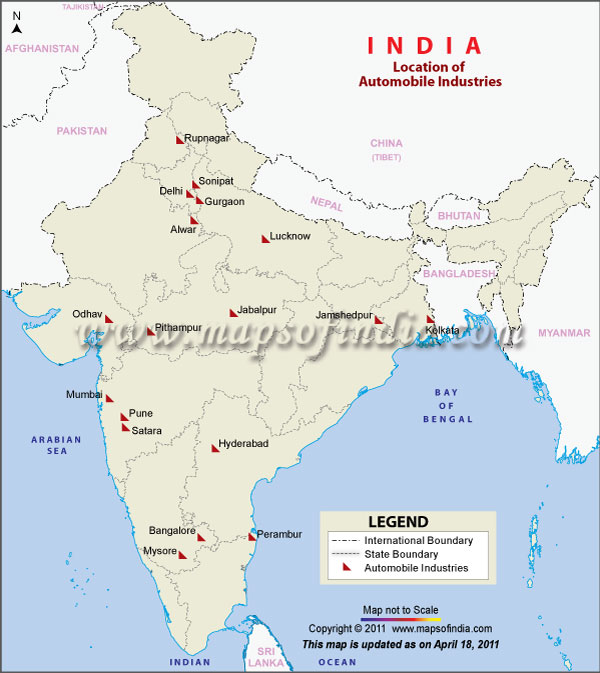 TAJIKISTAN
N
AFGHANISTAN
INDIA
Location of
Automobile Industries
PAKISTAN
Rupnagar
CHINA
(TIBET)
Sonipat
Delhi
Gurgaon
NEPAL
BHUTAN
Alwar
Lucknow
BANGLADESH
Odhav
Jabalpur
Jamshedpur
Pithampur
Kolkata
www.mapsofindia.com
MYANMAR
Mumbai
BAY
OF
BENGAL
Pune
Satara
ARABIAN
SEA
Hyderabad
LEGEND
International Boundary
State Boundary
Automobile Industries
Bangalore
Perambur
Mysore
Map not to Scale
Copyright © 2011 www.mapsofindia.com
This map is updated as on April 18, 2011
SRI
LANKA
INDIAN OCEAN